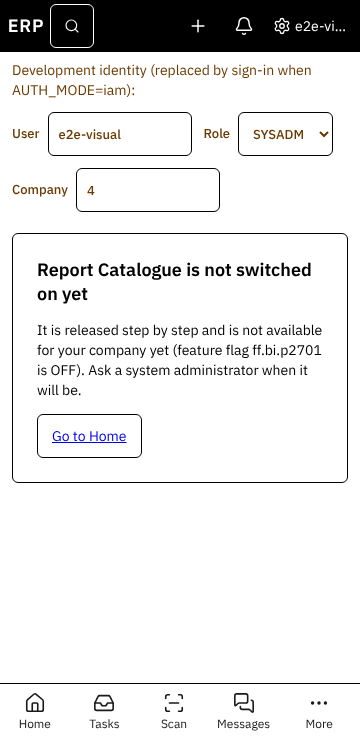 ERP
e2e-vi...
Development identity (replaced by sign-in when
AUTH_MODE=iam):
User e2e-visual Role SYSADM
Company 4
Report Catalogue is not switched
on yet
It is released step by step and is not available
for your company yet (feature flag ff.bi.p2701
is OFF). Ask a system administrator when it
will be.
Go to Home
Home Tasks Scan Messages More